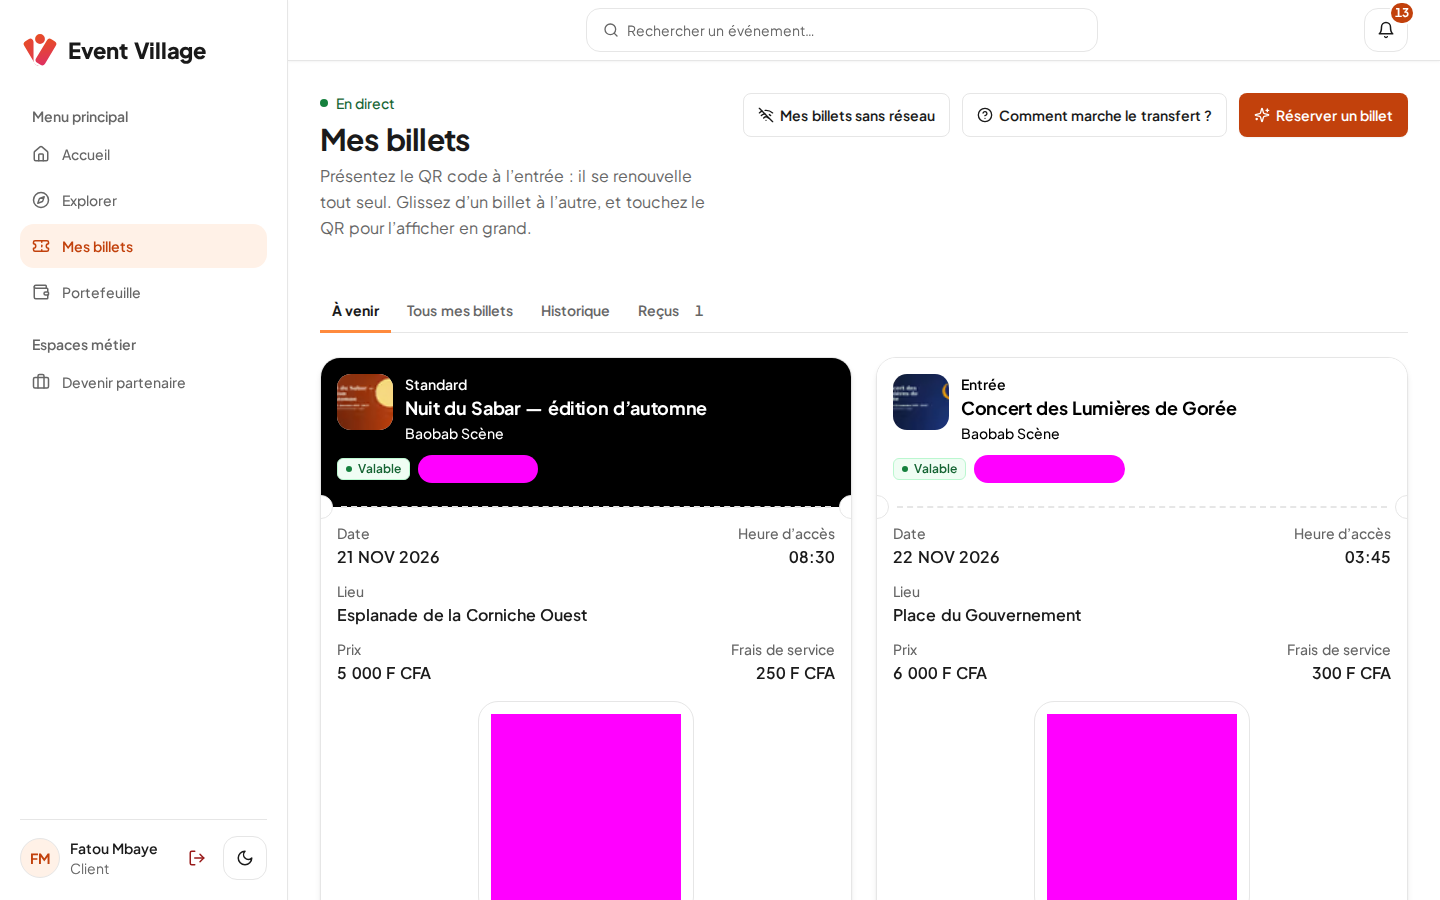 Event Village
Rechercher un événement…
13
Menu principal
Accueil
Explorer
Mes billets
Portefeuille
Espaces métier
Devenir partenaire
Fatou Mbaye
Client
FM
En direct
Mes billets
Présentez le QR code à l’entrée : il se renouvelle
tout seul. Glissez d’un billet à l’autre, et touchez le
QR pour l’afficher en grand.
Mes billets sans réseau
Comment marche le transfert ?
Réserver un billet
À venir
Tous mes billets
Historique
Reçus 1
Standard
Nuit du Sabar — édition d’automne
Baobab Scène
Valable
Date
Heure d’accès
21 NOV 2026
08:30
Lieu
Esplanade de la Corniche Ouest
Prix
Frais de service
5 000 F CFA
250 F CFA
Entrée
Concert des Lumières de Gorée
Baobab Scène
Valable
Date
Heure d’accès
22 NOV 2026
03:45
Lieu
Place du Gouvernement
Prix
Frais de service
6 000 F CFA
300 F CFA